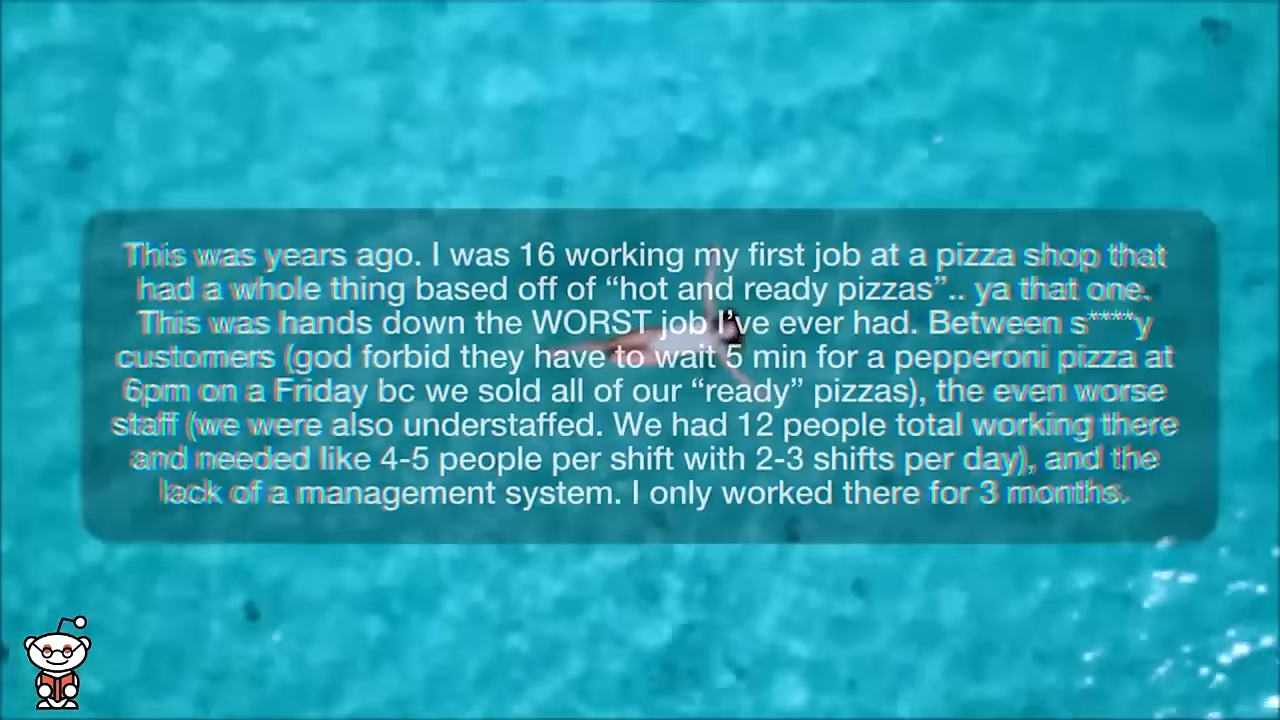 This was years ago. I was 16 working my first job at a pizza shop that
had a whole thing based off of “hot and ready pizzas”.. ya that one.
This was hands down the WORST job I’ve ever had. Between s****y
customers (god forbid they have to wait 5 min for a pepperoni pizza at
6pm on a Friday bc we sold all of our “ready” pizzas), the even worse
staff (we were also understaffed. We had 12 people total working there
and needed like 4-5 people per shift with 2-3 shifts per day), and the
lack of a management system. I only worked there for 3 months.